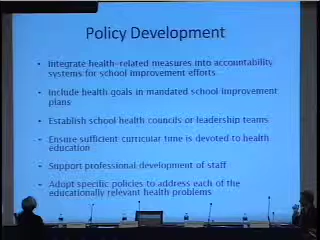 Policy Development
• Integrate health-related measures into accountability
systems for school improvement efforts
• Include health goals in mandated school improvement
plans
• Establish school health councils or leadership teams
• Ensure sufficient curricular time is devoted to health
education
• Support professional development of staff
• Adopt specific policies to address each of the
educationally relevant health problems